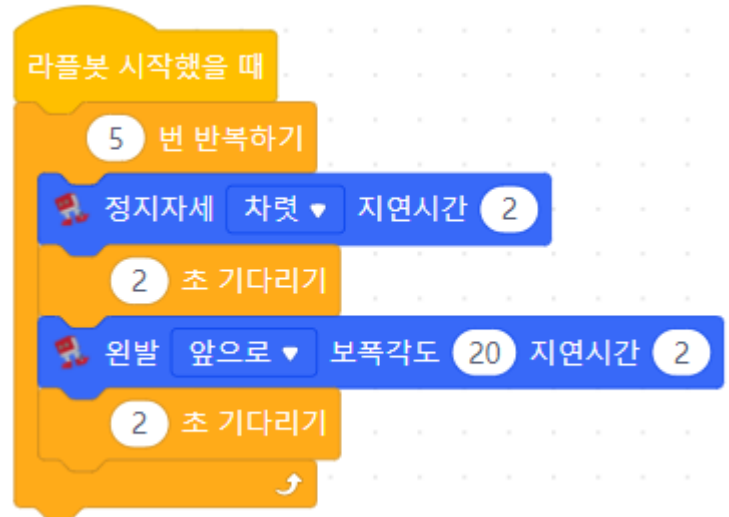 라플봇 시작했을 때
5 번 반복하기
정지자세 차렷 ▼ 지연시간 2
2 초 기다리기
왼발 앞으로 ▼ 보폭각도 20 지연시간 2
2 초 기다리기